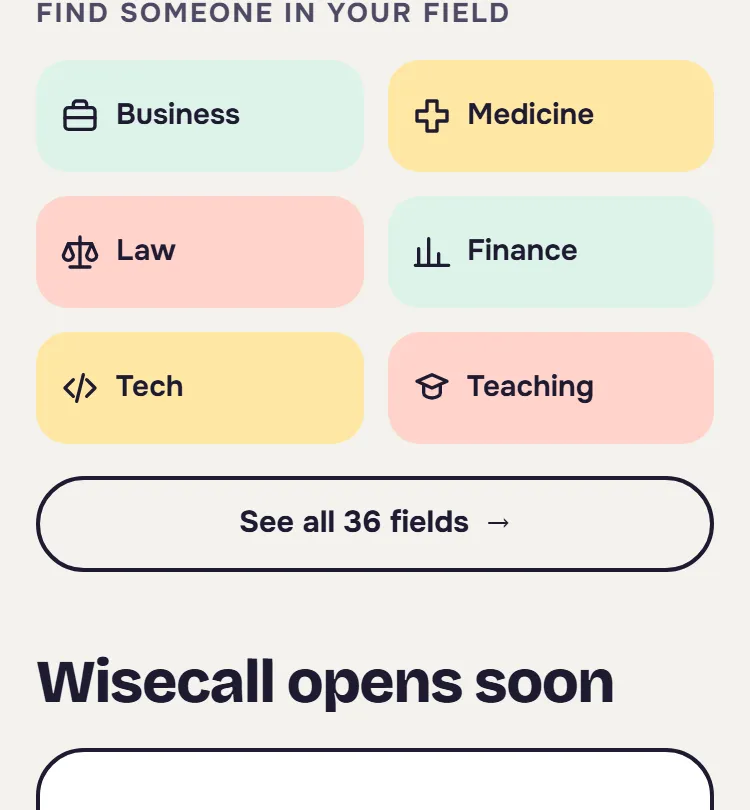 FIND SOMEONE IN YOUR FIELD
Business
Medicine
Law
Finance
Tech
Teaching
See all 36 fields →
Wisecall opens soon